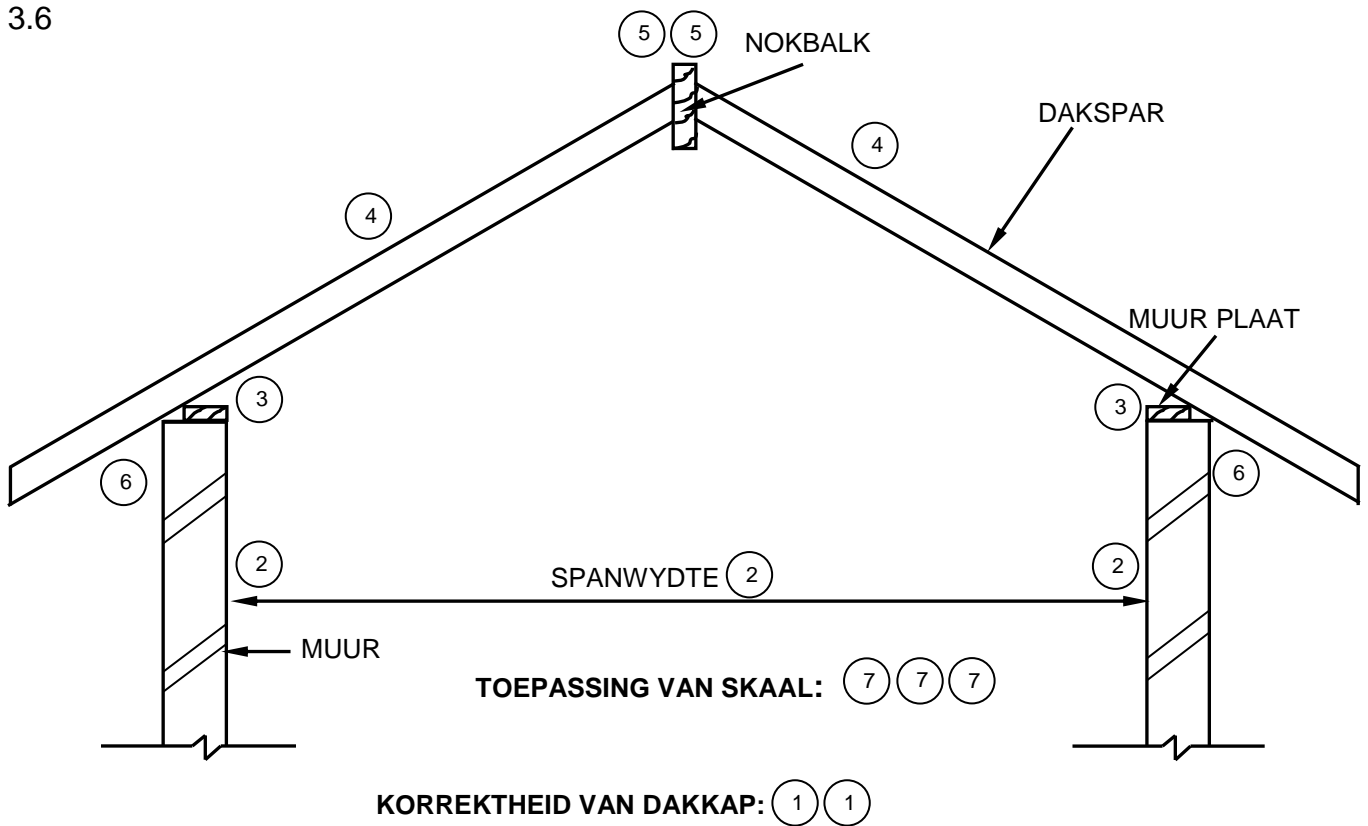 3.6
5 5
NOKBALK
DAKSPAR
4
4
MUUR PLAAT
3
3
6
6
2
SPANWYDTE 2
2
MUUR
TOEPASSING VAN SKAAL: 7 7 7
KORREKTHEID VAN DAKKAP: 1 1